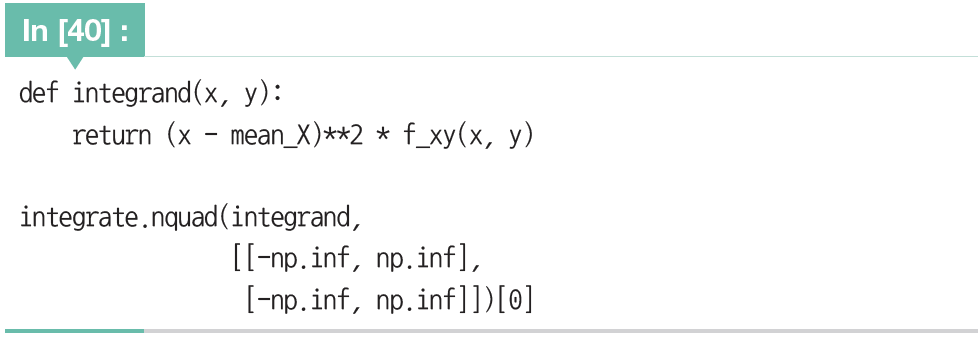 In [40] :
def integrand(x, y):
    return (x - mean_X)**2 * f_xy(x, y)
integrate.nquad(integrand,
                [[-np.inf, np.inf],
                 [-np.inf, np.inf]])[0]